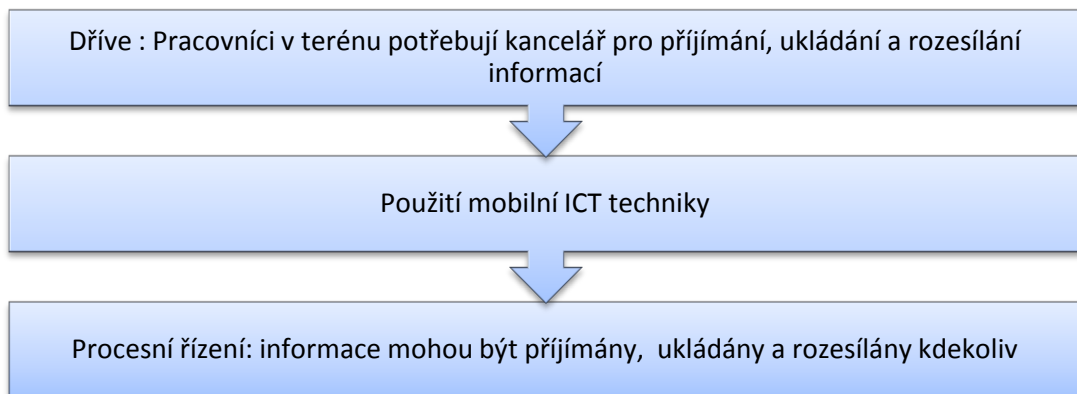 Dříve : Pracovníci v terénu potřebují kancelář pro příjímání, ukládání a rozesílání
informací
Použití mobilní ICT techniky
Procesní řízení: informace mohou být příjímány,  ukládány a rozesílány kdekoliv